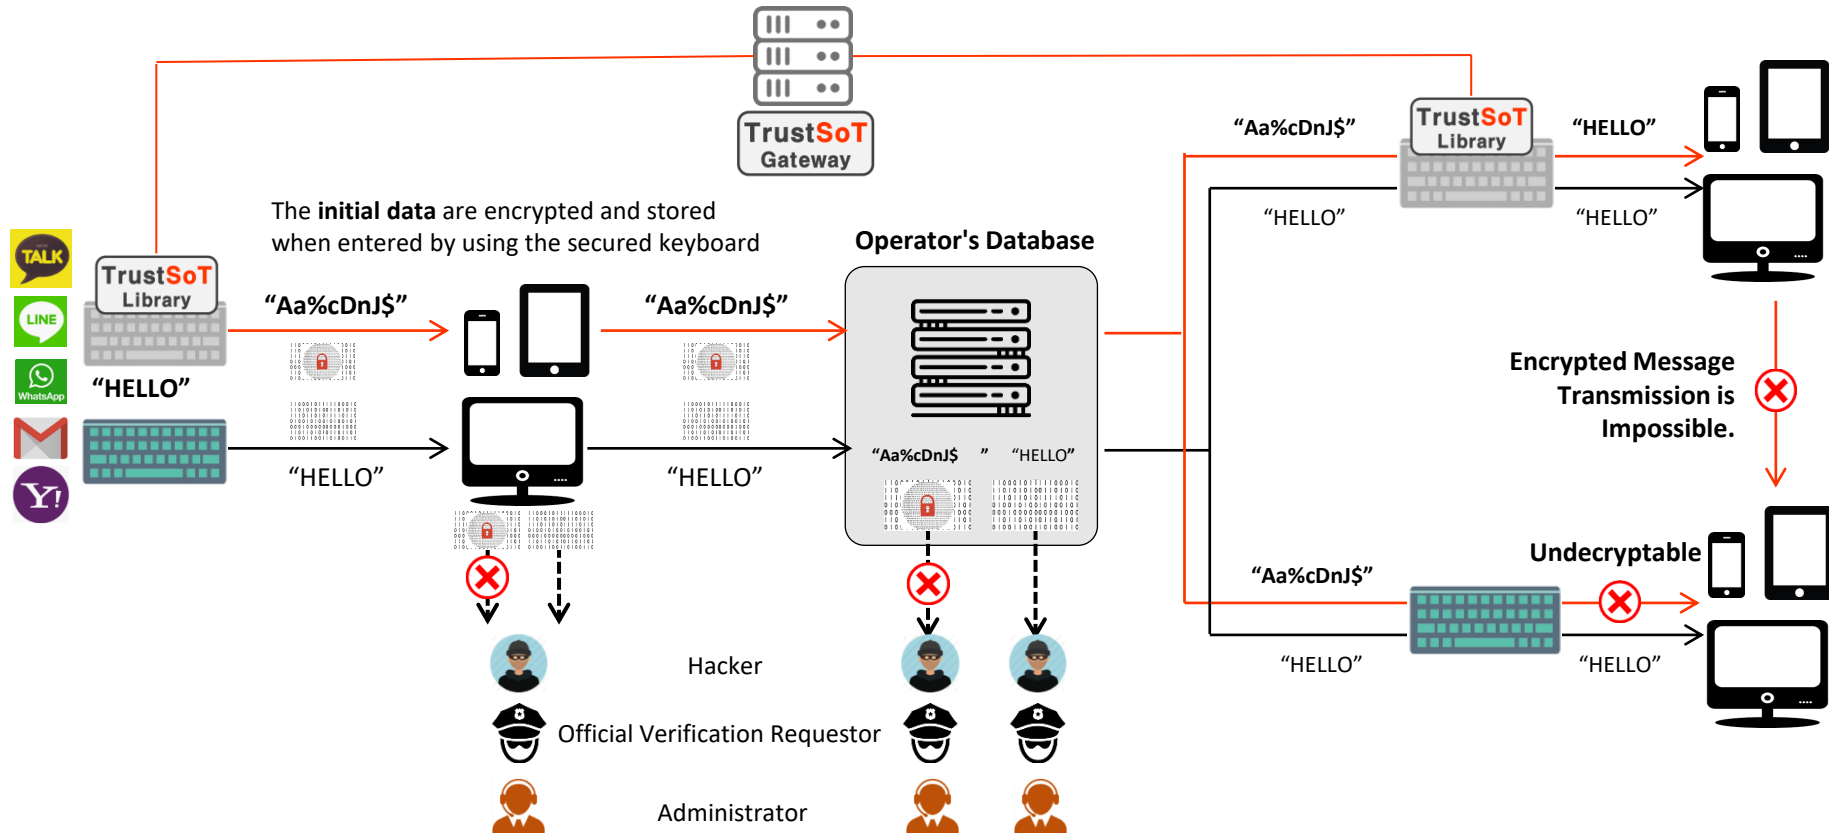 TrustSoT
Gateway
The initial data are encrypted and stored
when entered by using the secured keyboard
TALK
LINE
WhatsApp
Y!
TrustSoT
Library
“HELLO”
“Aa%cDnJ$”
“HELLO”
“Aa%cDnJ$”
“HELLO”
Operator's Database
“Aa%cDnJ$ ” “HELLO”
“Aa%cDnJ$”
“HELLO”
TrustSoT
Library
“HELLO”
“HELLO”
Encrypted Message
Transmission is
Impossible.
Undecryptable
“Aa%cDnJ$”
“HELLO”
“HELLO”
Hacker
Official Verification Requestor
Administrator